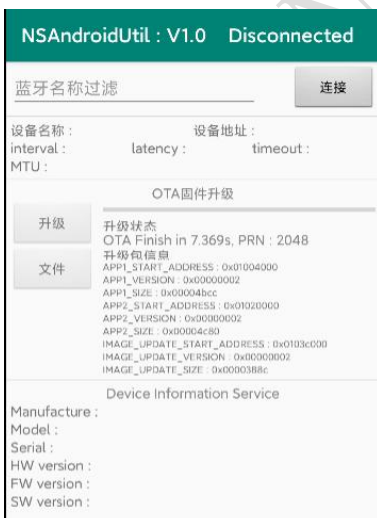 NSAndroidUtil : V1.0 Disconnected
蓝牙名称过滤 连接
设备名称 : 设备地址 :
interval : latency : timeout :
MTU :
OTA固件升级
升级
升级状态
OTA Finish in 7.369s, PRN : 2048
文件
升级包信息
APP1_START_ADDRESS : 0x01004000
APP1_VERSION : 0x00000002
APP1_SIZE : 0x00004bcc
APP2_START_ADDRESS : 0x01020000
APP2_VERSION : 0x00000002
APP2_SIZE : 0x00004c80
IMAGE_UPDATE_START_ADDRESS : 0x0103c000
IMAGE_UPDATE_VERSION : 0x00000002
IMAGE_UPDATE_SIZE : 0x0000388c
Device Information Service
Manufacture :
Model :
Serial :
HW version :
FW version :
SW version :